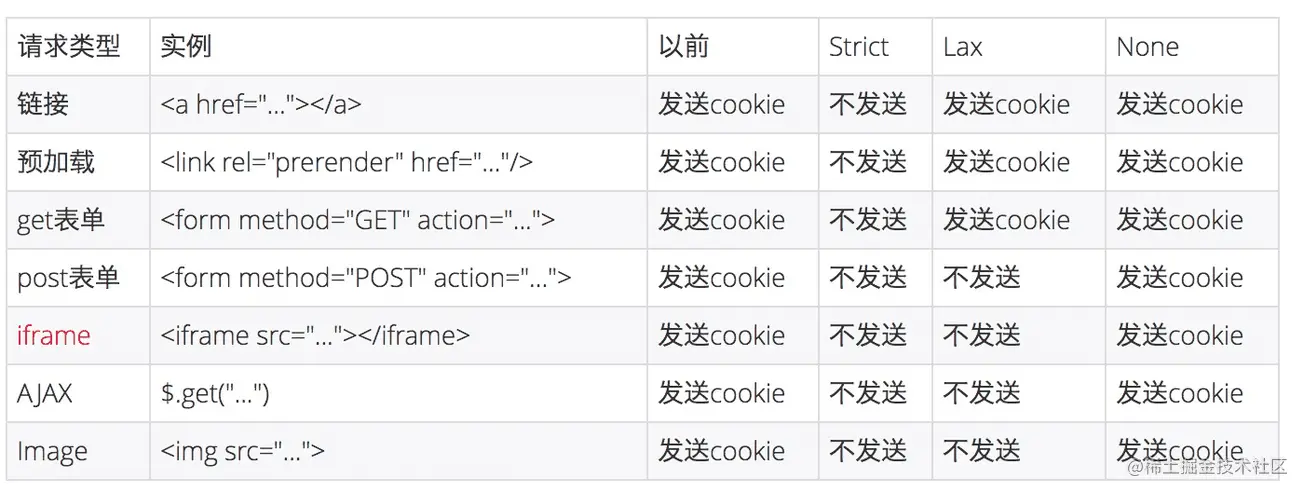 请求类型 实例 以前 Strict Lax None
链接 <a href="..."></a> 发送cookie 不发送 发送cookie 发送cookie
预加载 <link rel="prerender" href="..."/> 发送cookie 不发送 发送cookie 发送cookie
get表单 <form method="GET" action="..."> 发送cookie 不发送 发送cookie 发送cookie
post表单 <form method="POST" action="..."> 发送cookie 不发送 不发送 发送cookie
iframe <iframe src="..."></iframe> 发送cookie 不发送 不发送 发送cookie
AJAX $.get("...") 发送cookie 不发送 不发送 发送cookie
Image <img src="..."> 发送cookie 不发送 不发送 发送cookie
@稀土掘金技术社区